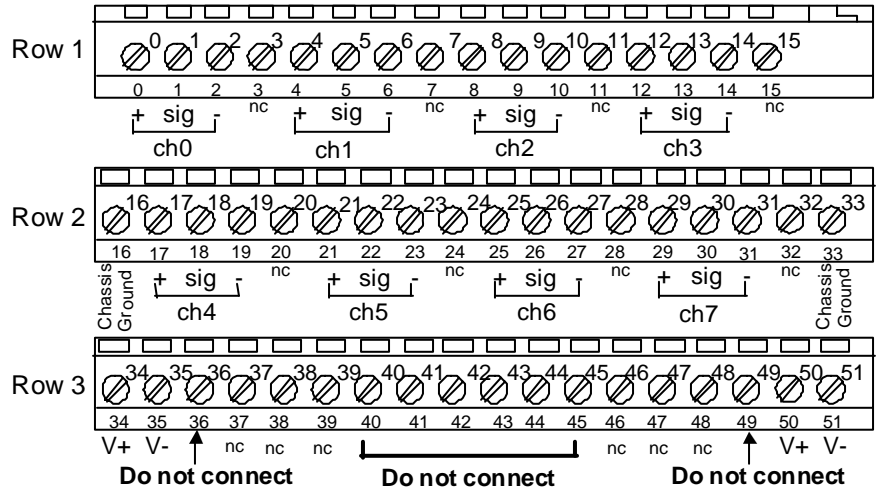 Row 1
0 1 2 3 4 5 6 7 8 9 10 11 12 13 14 15
0 1 2 3 4 5 6 7 8 9 10 11 12 13 14 15
nc nc nc nc
+ sig - + sig - + sig - + sig -
ch0 ch1 ch2 ch3
Row 2
16 17 18 19 20 21 22 23 24 25 26 27 28 29 30 31 32 33
16 17 18 19 20 21 22 23 24 25 26 27 28 29 30 31 32 33
nc nc nc nc
Chassis Ground
+ sig - + sig - + sig - + sig -
Chassis Ground
ch4 ch5 ch6 ch7
Row 3
34 35 36 37 38 39 40 41 42 43 44 45 46 47 48 49 50 51
34 35 36 37 38 39 40 41 42 43 44 45 46 47 48 49 50 51
V+ V- nc nc nc nc nc nc V+ V-
Do not connect Do not connect Do not connect